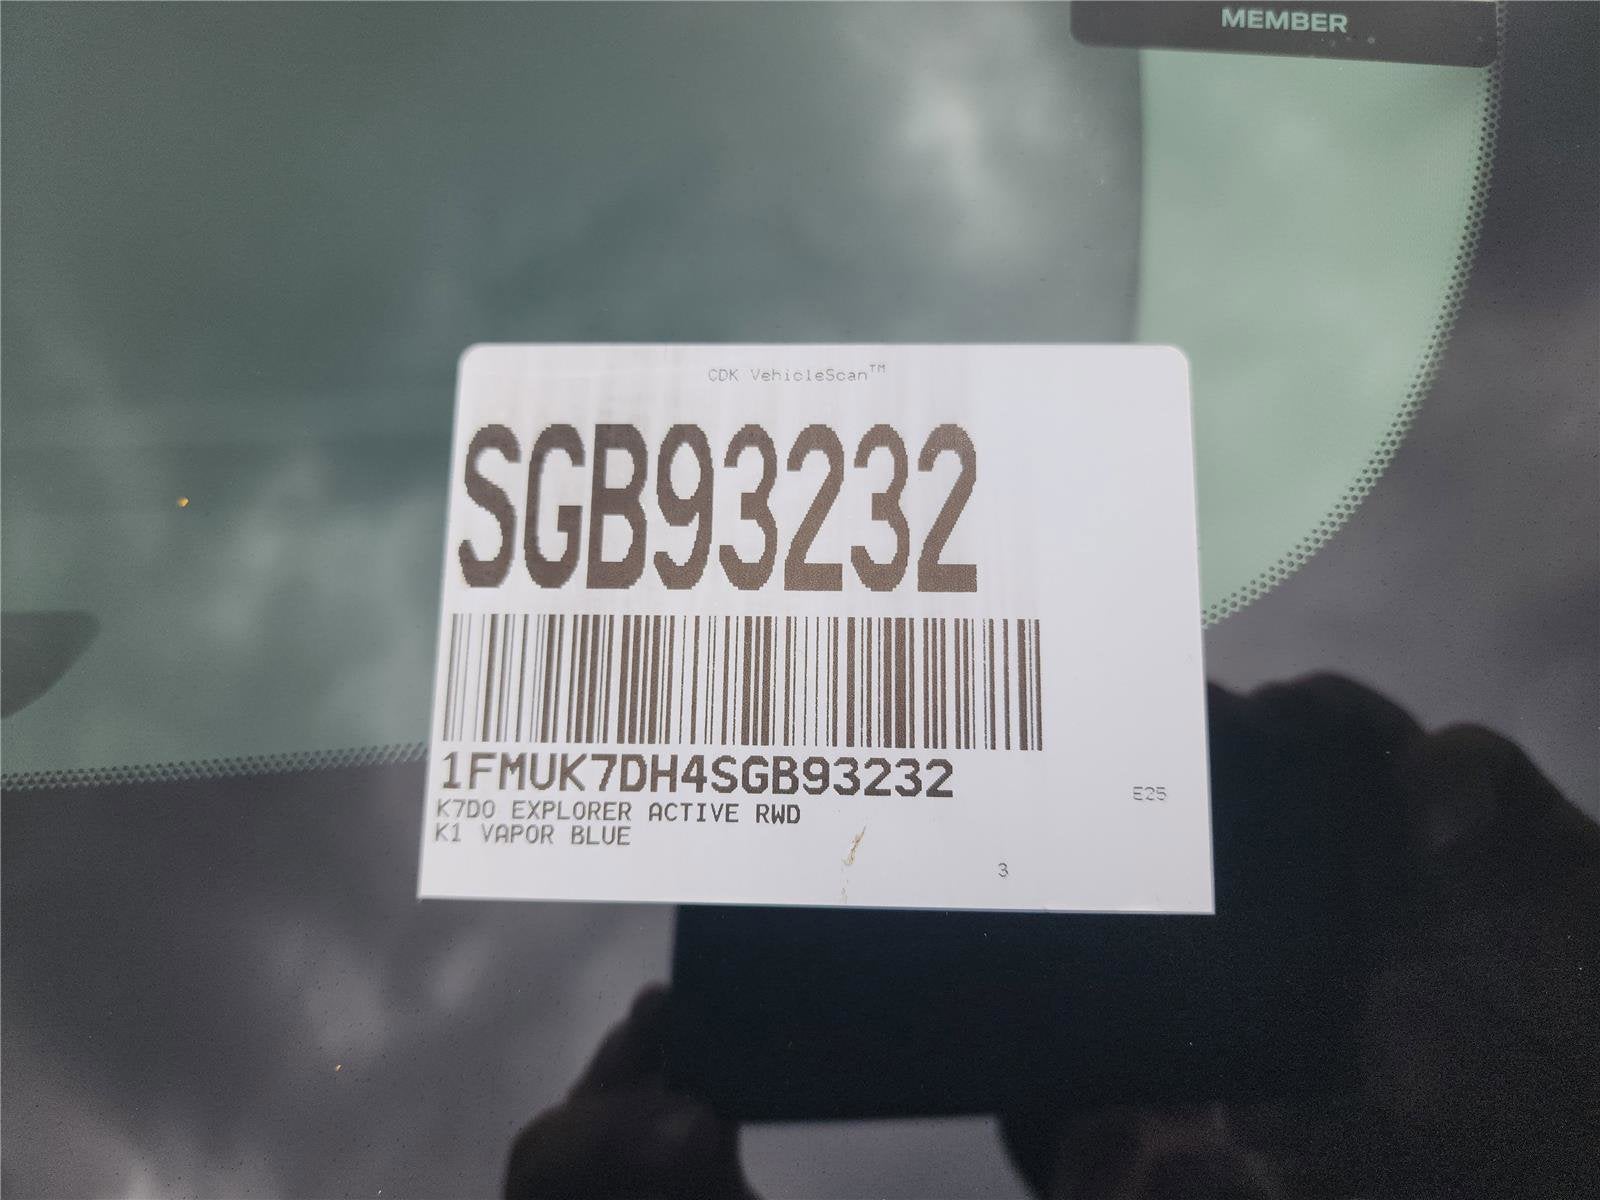 MEMBER
CDK VehicleScan™
SGB93232
1FMUK7DH4SGB93232
K7D0 EXPLORER ACTIVE RWD
K1 VAPOR BLUE
E25
3